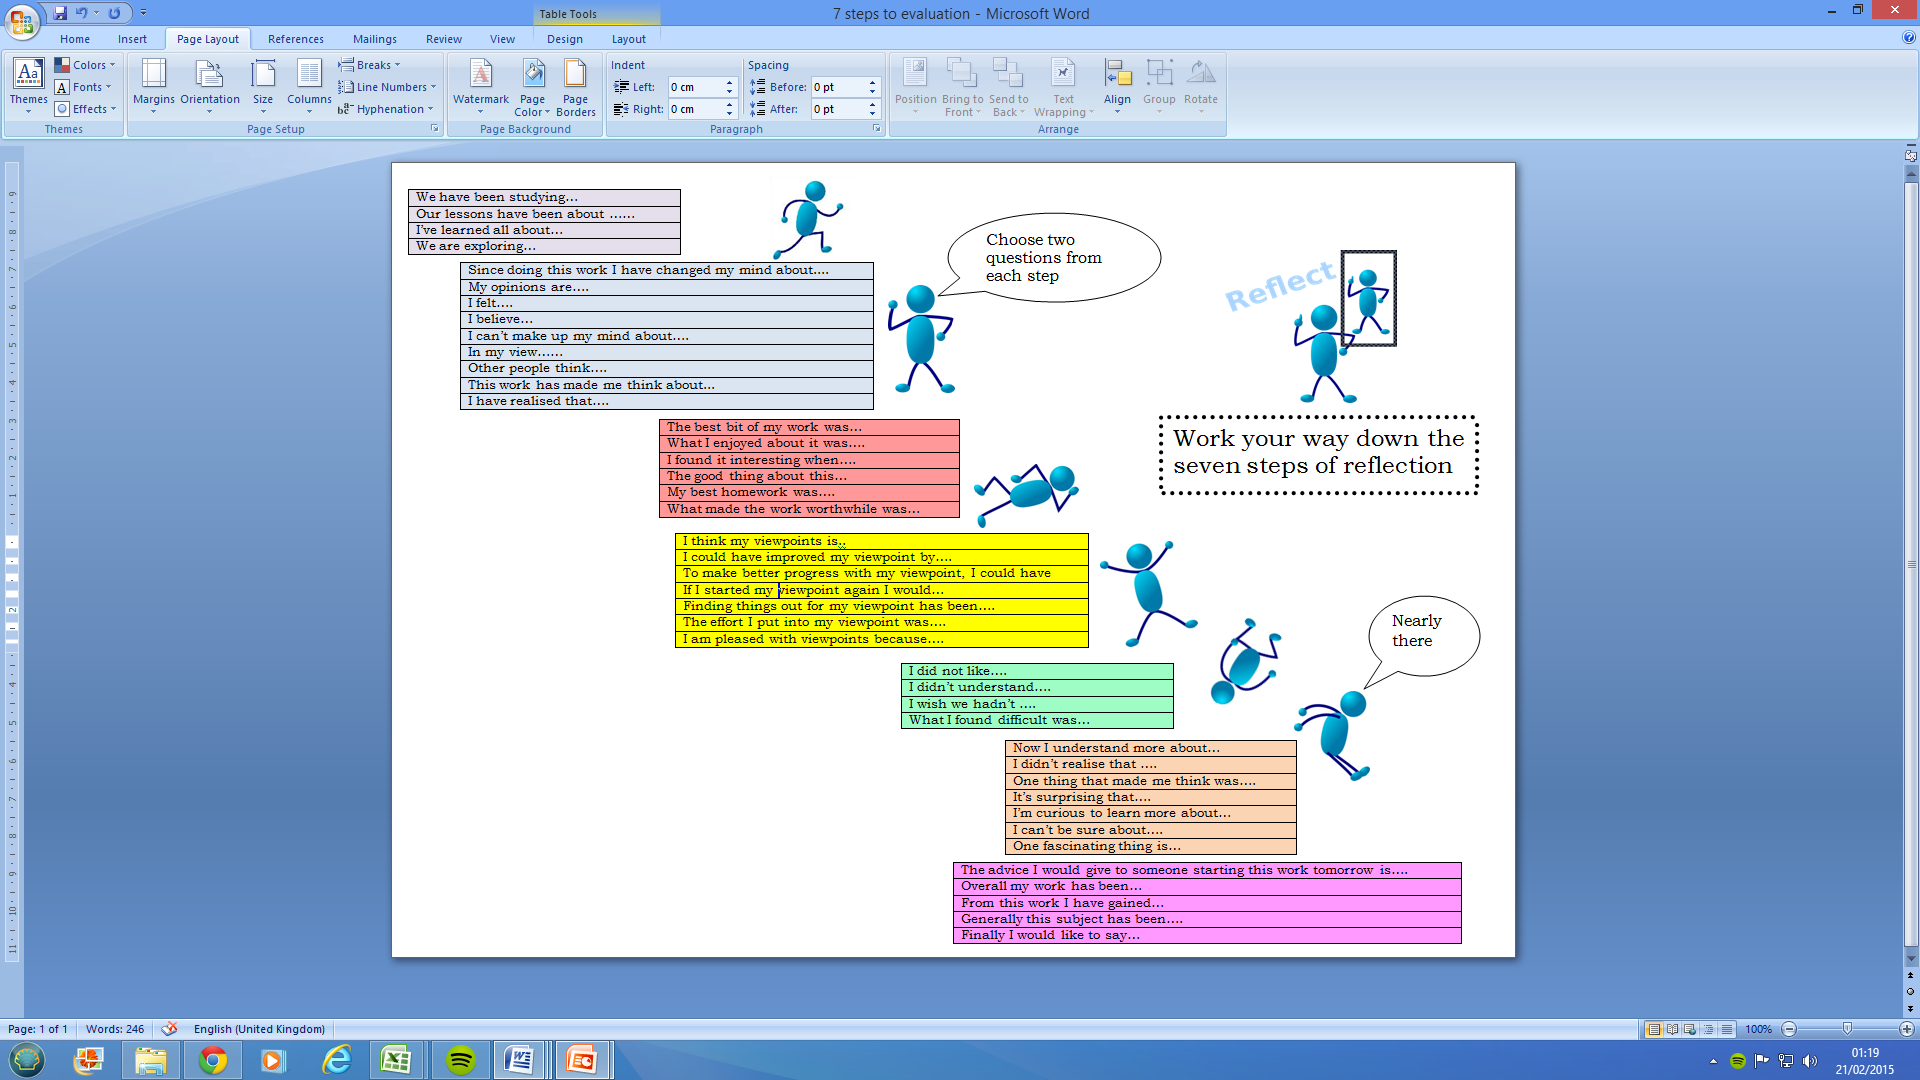 Table Tools
7 steps to evaluation - Microsoft Word
Home Insert Page Layout References Mailings Review View Design Layout
Themes
Colors
Fonts
Effects
Themes
Margins Orientation Size Columns
Breaks
Line Numbers
Hyphenation
Page Setup
Watermark Page Color Page Borders
Page Background
Indent
Left: 0 cm
Right: 0 cm
Spacing
Before: 0 pt
After: 0 pt
Paragraph
Position Bring to Front Send to Back Text Wrapping Align Group Rotate
Arrange
We have been studying...
Our lessons have been about ......
I've learned all about...
We are exploring...
Since doing this work I have changed my mind about....
My opinions are....
I felt....
I believe...
I can't make up my mind about....
In my view......
Other people think....
This work has made me think about...
I have realised that....
Choose two
questions from
each step
Reflect
Work your way down the
seven steps of reflection
The best bit of my work was...
What I enjoyed about it was....
I found it interesting when....
The good thing about this...
My best homework was....
What made the work worthwhile was...
I think my viewpoints is..
I could have improved my viewpoint by....
To make better progress with my viewpoint, I could have
If I started my viewpoint again I would...
Finding things out for my viewpoint has been....
The effort I put into my viewpoint was....
I am pleased with viewpoints because....
Nearly
there
I did not like....
I didn't understand....
I wish we hadn't ....
What I found difficult was...
Now I understand more about...
I didn't realise that ....
One thing that made me think was....
It's surprising that....
I'm curious to learn more about...
I can't be sure about....
One fascinating thing is...
The advice I would give to someone starting this work tomorrow is....
Overall my work has been...
From this work I have gained...
Generally this subject has been....
Finally I would like to say...
Page: 1 of 1 Words: 246 English (United Kingdom) 100%
01:19
21/02/2015